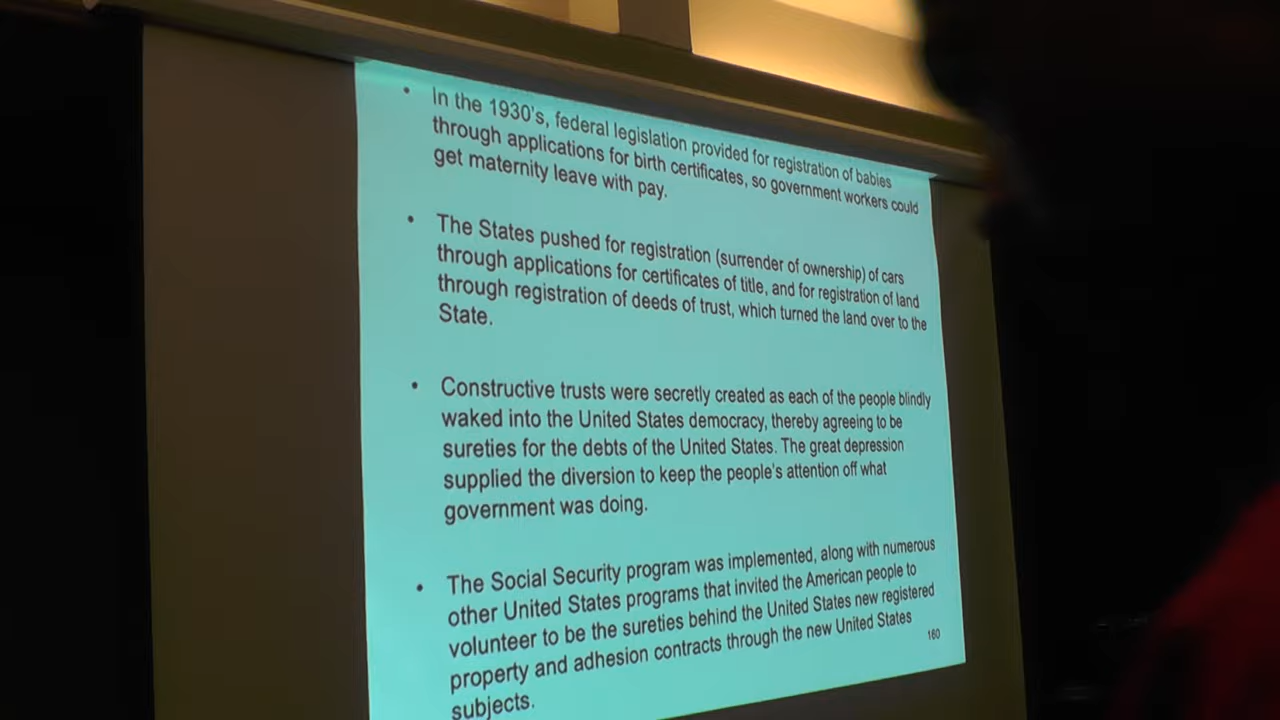 • In the 1930's, federal legislation provided for registration of babies
through applications for birth certificates, so government workers could
get maternity leave with pay.
• The States pushed for registration (surrender of ownership) of cars
through applications for certificates of title, and for registration of land
through registration of deeds of trust, which turned the land over to the
State.
• Constructive trusts were secretly created as each of the people blindly
waked into the United States democracy, thereby agreeing to be
sureties for the debts of the United States. The great depression
supplied the diversion to keep the people's attention off what
government was doing.
• The Social Security program was implemented, along with numerous
other United States programs that invited the American people to
volunteer to be the sureties behind the United States new registered
property and adhesion contracts through the new United States
subjects.
160